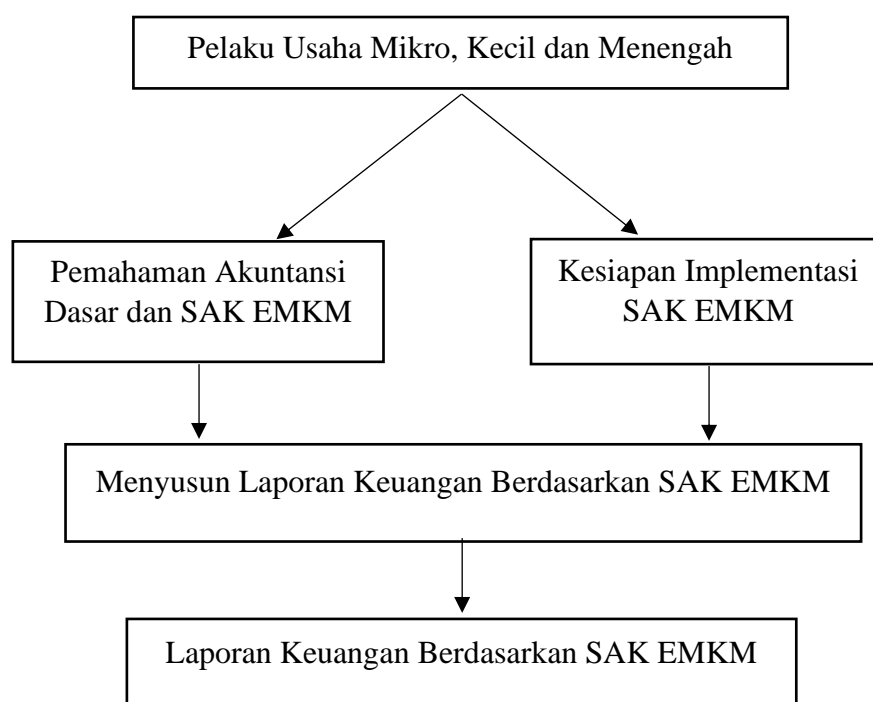 Pelaku Usaha Mikro, Kecil dan Menengah
Pemahaman Akuntansi
Dasar dan SAK EMKM
Kesiapan Implementasi
SAK EMKM
Menyusun Laporan Keuangan Berdasarkan SAK EMKM
Laporan Keuangan Berdasarkan SAK EMKM